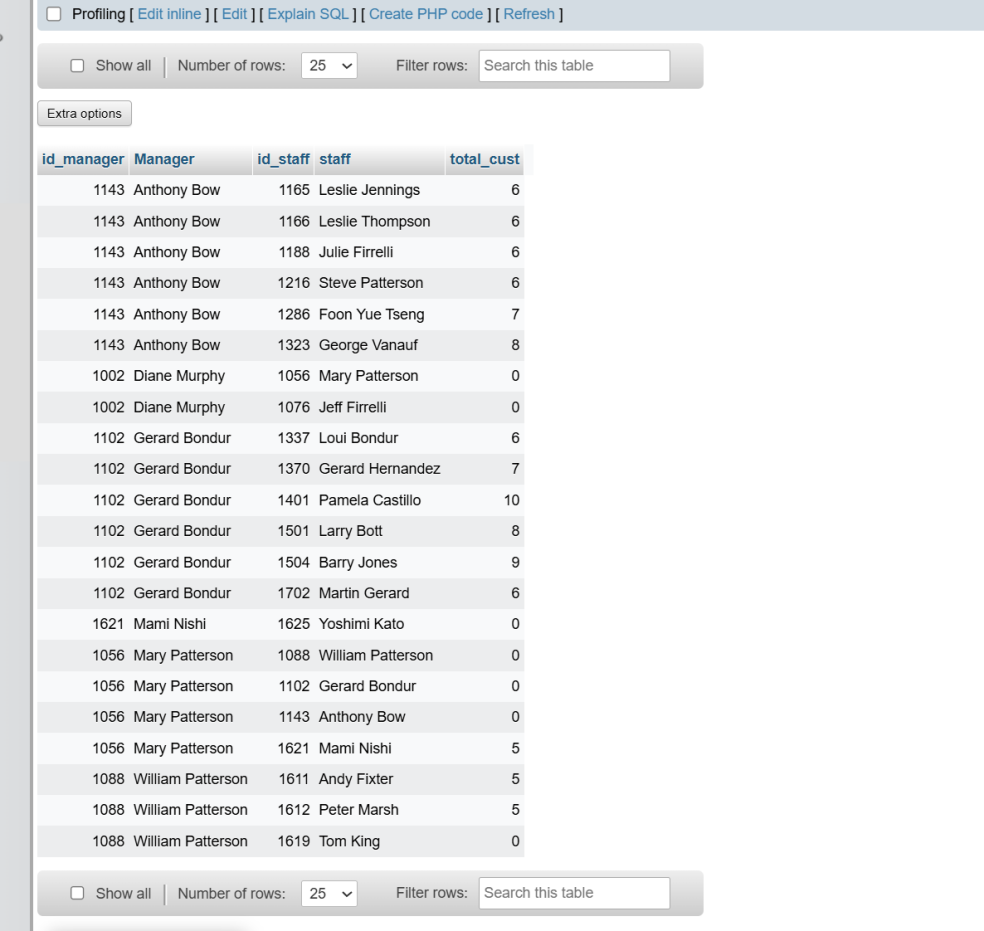 Profiling [ Edit inline ] [ Edit ] [ Explain SQL ] [ Create PHP code ] [ Refresh ]
Show all | Number of rows: 25 Filter rows: Search this table
Extra options
id_manager Manager id_staff staff total_cust
1143 Anthony Bow 1165 Leslie Jennings 6
1143 Anthony Bow 1166 Leslie Thompson 6
1143 Anthony Bow 1188 Julie Firrelli 6
1143 Anthony Bow 1216 Steve Patterson 6
1143 Anthony Bow 1286 Foon Yue Tseng 7
1143 Anthony Bow 1323 George Vanauf 8
1002 Diane Murphy 1056 Mary Patterson 0
1002 Diane Murphy 1076 Jeff Firrelli 0
1102 Gerard Bondur 1337 Loui Bondur 6
1102 Gerard Bondur 1370 Gerard Hernandez 7
1102 Gerard Bondur 1401 Pamela Castillo 10
1102 Gerard Bondur 1501 Larry Bott 8
1102 Gerard Bondur 1504 Barry Jones 9
1102 Gerard Bondur 1702 Martin Gerard 6
1621 Mami Nishi 1625 Yoshimi Kato 0
1056 Mary Patterson 1088 William Patterson 0
1056 Mary Patterson 1102 Gerard Bondur 0
1056 Mary Patterson 1143 Anthony Bow 0
1056 Mary Patterson 1621 Mami Nishi 5
1088 William Patterson 1611 Andy Fixter 5
1088 William Patterson 1612 Peter Marsh 5
1088 William Patterson 1619 Tom King 0
Show all | Number of rows: 25 Filter rows: Search this table